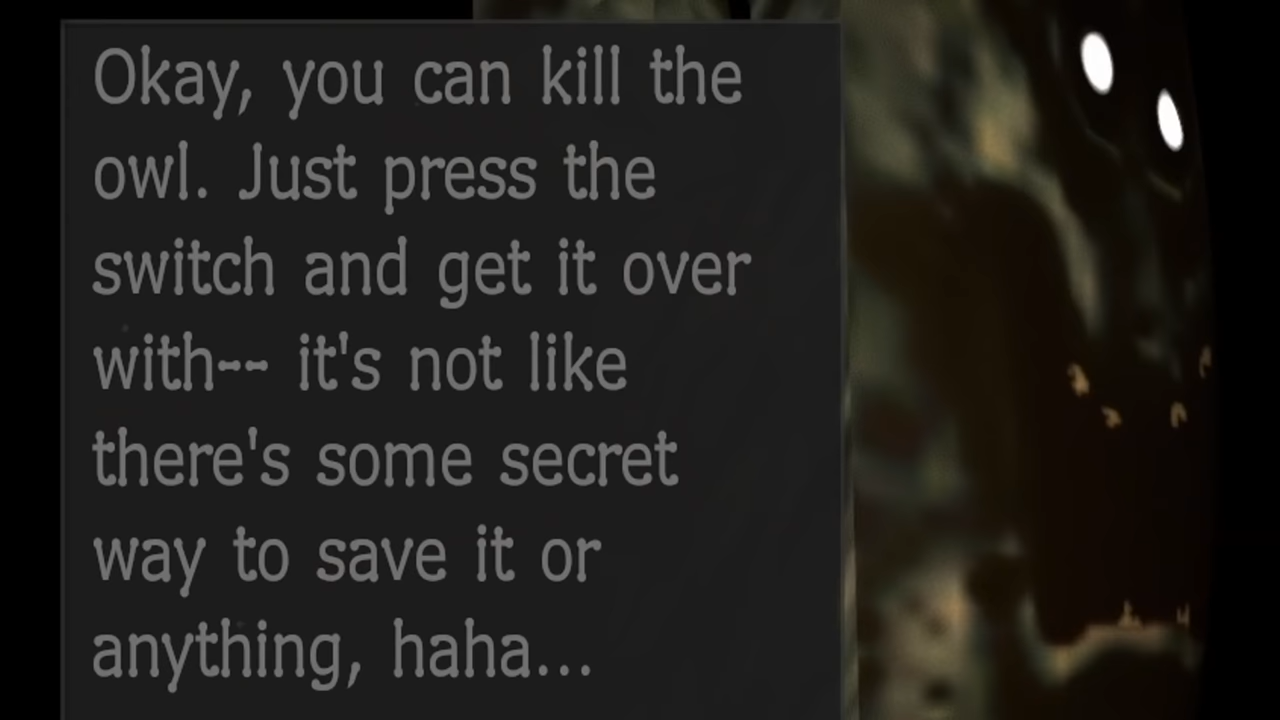 Okay, you can kill the
owl. Just press the
switch and get it over
with-- it's not like
there's some secret
way to save it or
anything, haha...